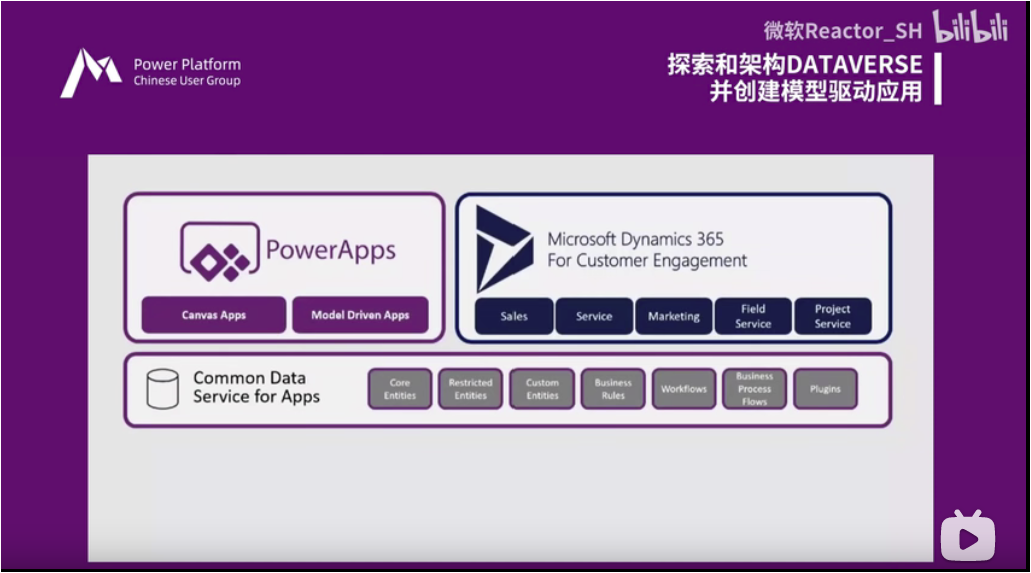 微软Reactor_SH bilibili
Power Platform
Chinese User Group
探索和架构DATAVERSE
并创建模型驱动应用
PowerApps
Canvas Apps
Model Driven Apps
Microsoft Dynamics 365
For Customer Engagement
Sales
Service
Marketing
Field
Service
Project
Service
Common Data
Service for Apps
Core
Entities
Restricted
Entities
Custom
Entities
Business
Rules
Workflows
Business
Process
Flows
Plugins